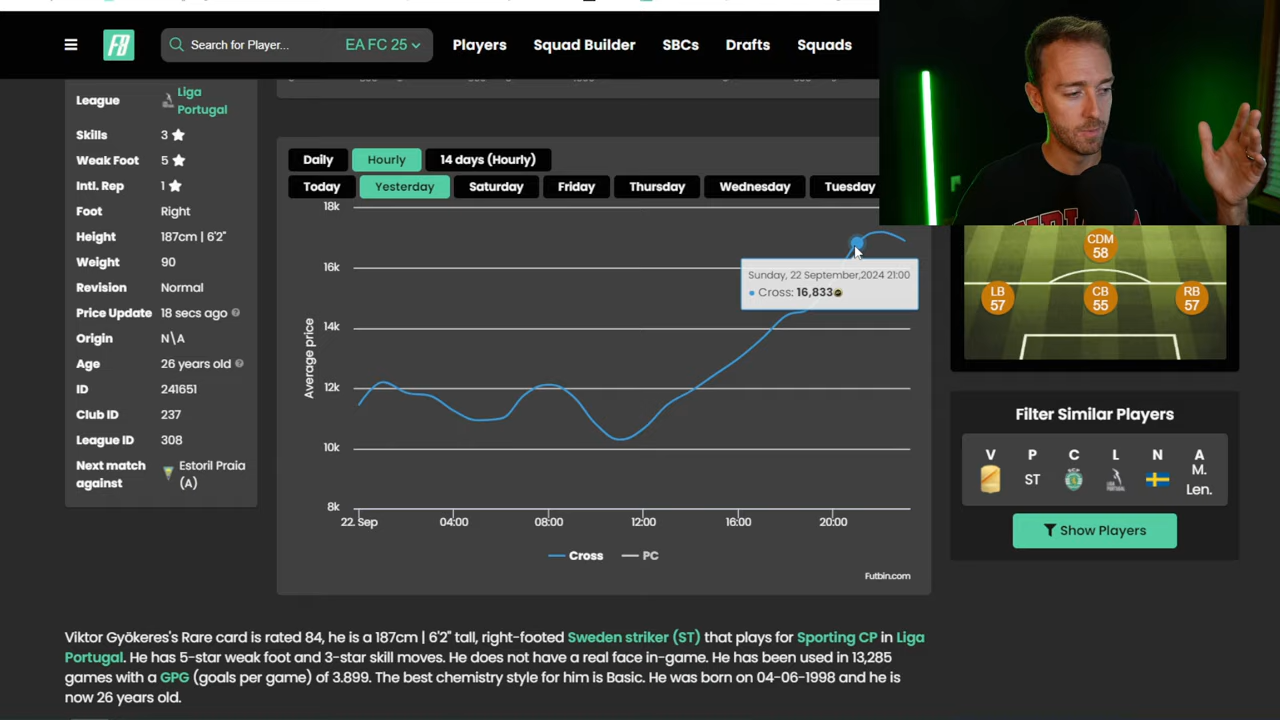 FB
Search for Player...
EA FC 25
Players
Squad Builder
SBCs
Drafts
Squads
League
Liga
Portugal
Skills
3
Weak Foot
5
Intl. Rep
1
Foot
Right
Height
187cm | 6'2"
Weight
90
Revision
Normal
Price Update
18 secs ago
Origin
N\A
Age
26 years old
ID
241651
Club ID
237
League ID
308
Next match
against
Estoril Praia
(A)
Daily
Hourly
14 days (Hourly)
Today
Yesterday
Saturday
Friday
Thursday
Wednesday
Tuesday
18k
16k
14k
12k
10k
8k
Average price
Sunday, 22 September,2024 21:00
Cross: 16,833
22. Sep
04:00
08:00
12:00
16:00
20:00
Cross
PC
Futbin.com
CDM
58
LB
57
CB
55
RB
57
Filter Similar Players
V
P
C
L
N
A
ST
M.
Len.
Show Players
Viktor Gyökeres's Rare card is rated 84, he is a 187cm | 6'2" tall, right-footed Sweden striker (ST) that plays for Sporting CP in Liga
Portugal. He has 5-star weak foot and 3-star skill moves. He does not have a real face in-game. He has been used in 13,285
games with a GPG (goals per game) of 3.899. The best chemistry style for him is Basic. He was born on 04-06-1998 and he is
now 26 years old.